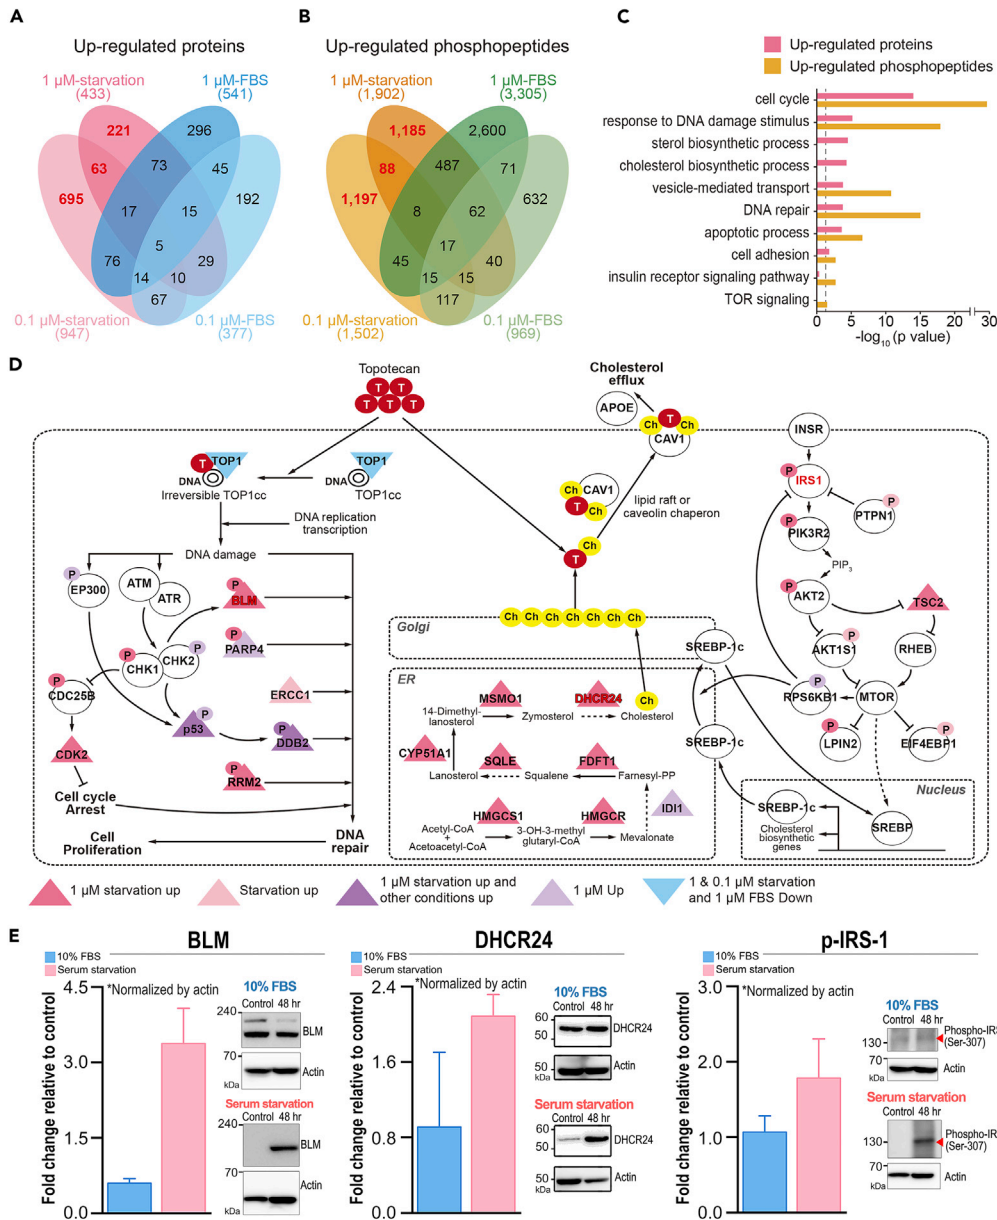 A
Up-regulated proteins
1 μM-starvation
(433)
1 μM-FBS
(541)
221
296
63
73
45
695
192
17
15
5
76
29
14
10
67
0.1 μM-starvation
(947)
0.1 μM-FBS
(377)
B
Up-regulated phosphopeptides
1 μM-starvation
(1,902)
1 μM-FBS
(3,305)
1,185
2,600
88
487
71
1,197
632
8
62
17
45
40
15
15
117
0.1 μM-starvation
(1,502)
0.1 μM-FBS
(969)
C
Up-regulated proteins
Up-regulated phosphopeptides
cell cycle
response to DNA damage stimulus
sterol biosynthetic process
cholesterol biosynthetic process
vesicle-mediated transport
DNA repair
apoptotic process
cell adhesion
insulin receptor signaling pathway
TOR signaling
0 5 10 15 20 30
-log10 (p value)
D
Topotecan
T T
T T T
Cholesterol
efflux
APOE
Ch T Ch
CAV1
INSR
T TOP1
DNA
Irreversible TOP1cc
TOP1
DNA
TOP1cc
Ch CAV1
T Ch
lipid raft or
caveolin chaperon
P
IRS1
P
PTPN1
DNA replication
transcription
P
PIK3R2
DNA damage
Ch
T
PIP3
P
EP300
ATM
ATR
P
BLM
P
AKT2
TSC2
Ch Ch Ch Ch Ch Ch Ch
Golgi
P
PARP4
P
CHK1
CHK2
P
SREBP-1c
AKT1S1
P
RHEB
P
CDC25B
ERCC1
ER
MSMO1
DHCR24
Ch
14-Dimethyl-
lanosterol
Zymosterol
Cholesterol
P
RPS6KB1
MTOR
p53
P
P
DDB2
CYP51A1
SQLE
FDFT1
SREBP-1c
P
LPIN2
P
EIF4EBP1
CDK2
P
RRM2
Lanosterol
Squalene
Farnesyl-PP
Cell cycle
Arrest
HMGCS1
HMGCR
IDI1
Nucleus
SREBP-1c
Acetyl-CoA
+
Acetoacetyl-CoA
3-OH-3-methyl
glutaryl-CoA
Mevalonate
Cholesterol
biosynthetic
genes
SREBP
Cell
Proliferation
DNA
repair
1 μM starvation up
Starvation up
1 μM starvation up and
other conditions up
1 μM Up
1 & 0.1 μM starvation
and 1 μM FBS Down
E
BLM
10% FBS
Serum starvation
*Normalized by actin
Fold change relative to control
4.5
3.0
1.5
0.0
10% FBS
Control 48 hr
240
BLM
70
Actin
kDa
Serum starvation
Control 48 hr
240
BLM
70
Actin
kDa
DHCR24
10% FBS
Serum starvation
*Normalized by actin
Fold change relative to control
2.4
1.6
0.8
0.0
10% FBS
Control 48 hr
60
50
DHCR24
50
Actin
kDa
Serum starvation
Control 48 hr
60
50
DHCR24
50
Actin
kDa
p-IRS-1
10% FBS
Serum starvation
*Normalized by actin
Fold change relative to control
3.0
2.0
1.0
0.0
10% FBS
Control 48 hr
130
Phospho-IRS
(Ser-307)
70
Actin
kDa
Serum starvation
Control 48 hr
130
Phospho-IR
(Ser-307)
70
Actin
kDa